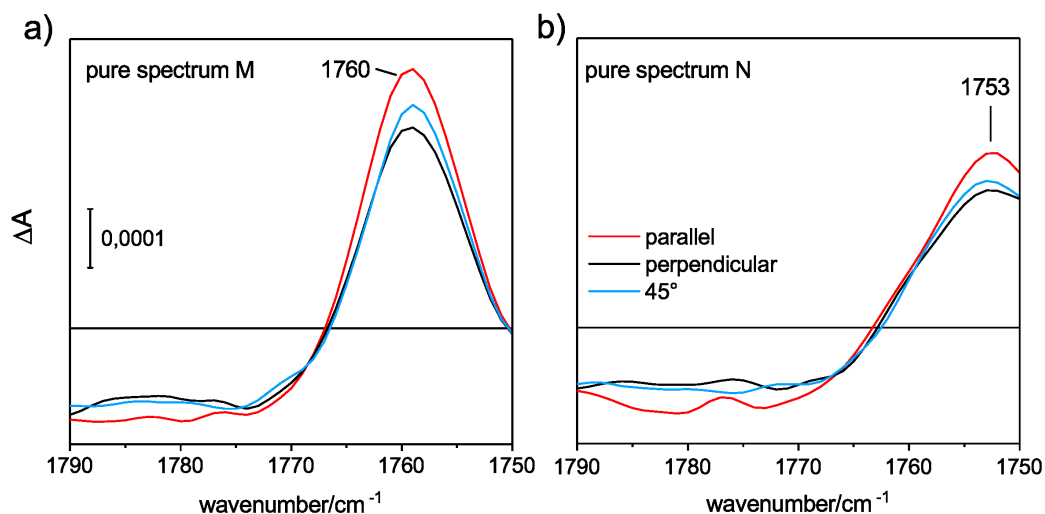 a)
pure spectrum M
1760
ΔA
0,0001
1790
1780
1770
1760
1750
wavenumber/cm⁻¹
b)
pure spectrum N
1753
parallel
perpendicular
45°
1790
1780
1770
1760
1750
wavenumber/cm⁻¹